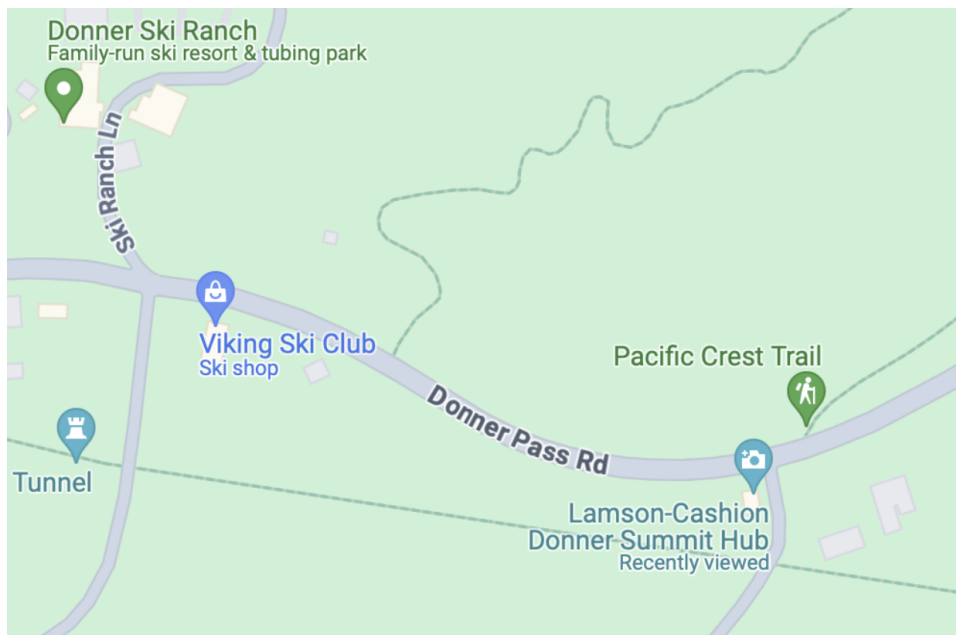 Donner Ski Ranch
Family-run ski resort & tubing park
Ski Ranch Ln
Viking Ski Club
Ski shop
Pacific Crest Trail
Donner Pass Rd
Tunnel
Lamson-Cashion
Donner Summit Hub
Recently viewed